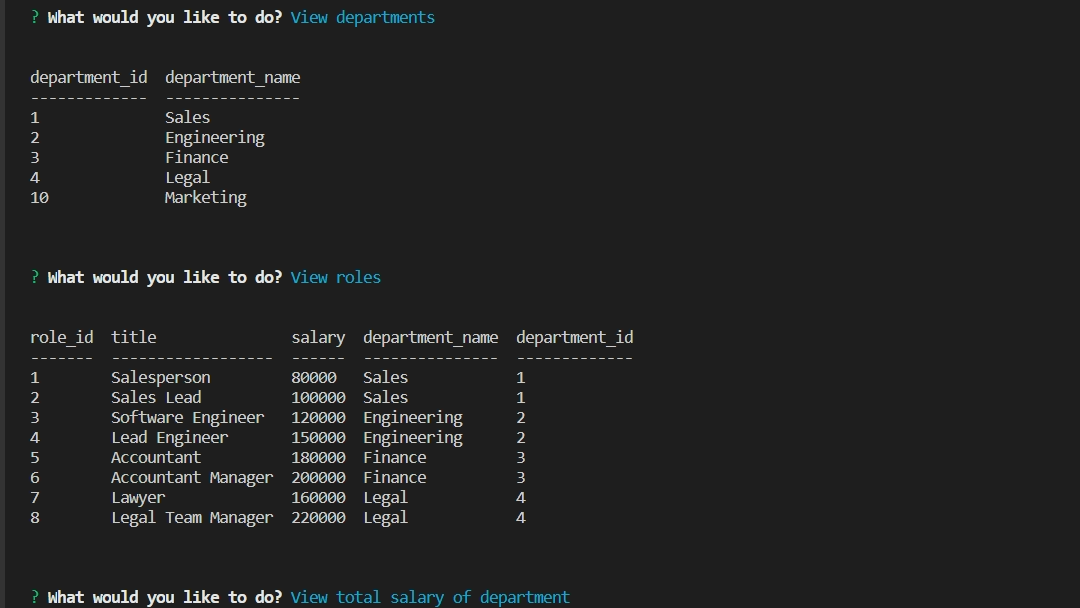 ? What would you like to do? View departments
department_id  department_name
-------------  ---------------
1              Sales
2              Engineering
3              Finance
4              Legal
10             Marketing
? What would you like to do? View roles
role_id  title               salary  department_name  department_id
-------  ------------------  ------  ---------------  -------------
1        Salesperson         80000   Sales            1
2        Sales Lead          100000  Sales            1
3        Software Engineer   120000  Engineering      2
4        Lead Engineer       150000  Engineering      2
5        Accountant          180000  Finance          3
6        Accountant Manager  200000  Finance          3
7        Lawyer              160000  Legal            4
8        Legal Team Manager  220000  Legal            4
? What would you like to do? View total salary of department